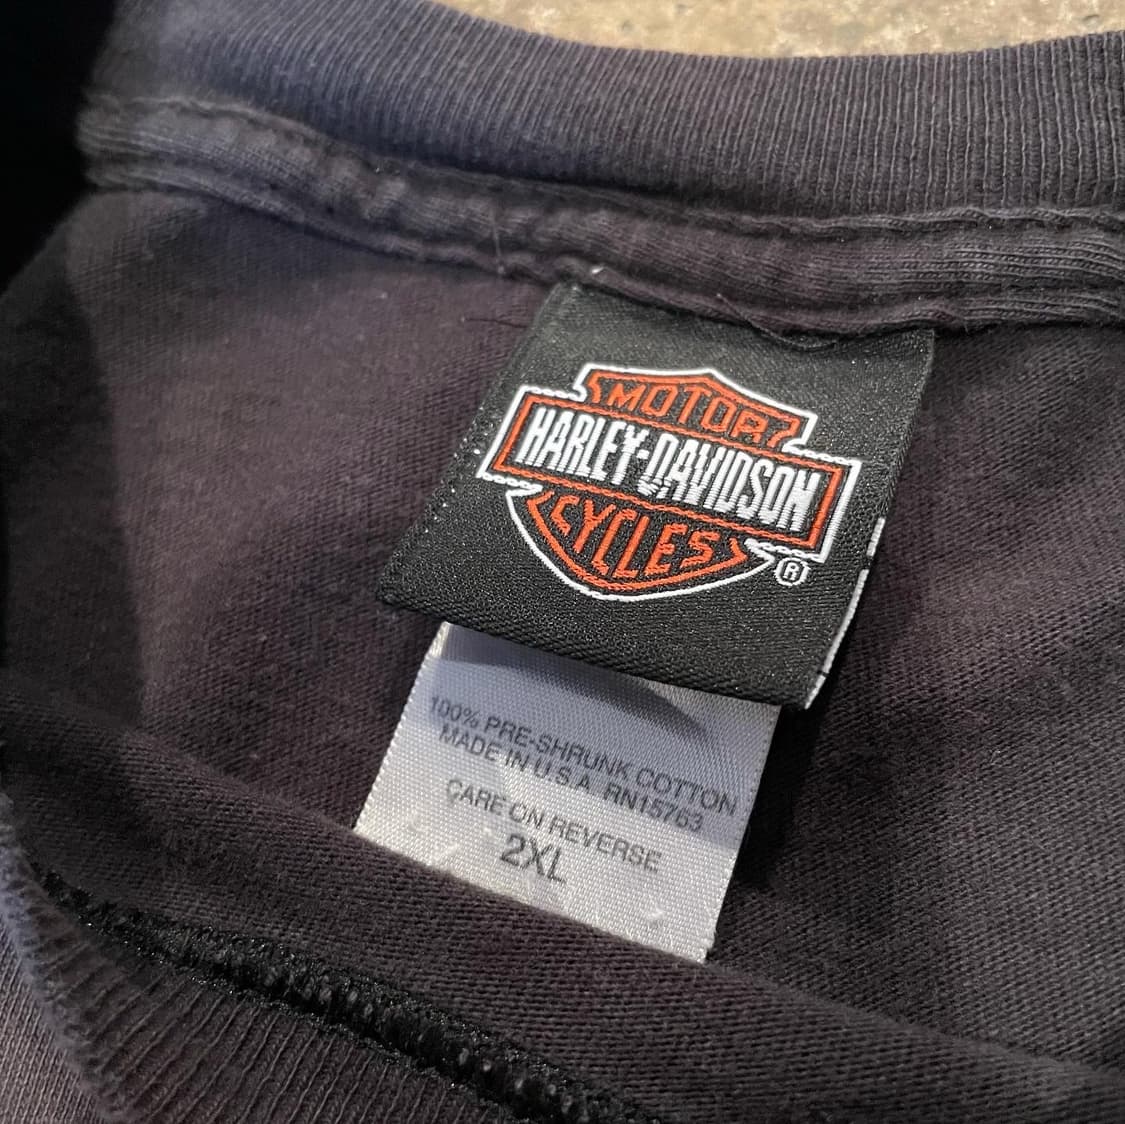 MOTOR
HARLEY-DAVIDSON
CYCLES
®
100% PRE-SHRUNK COTTON
MADE IN U.S.A. RN15763
CARE ON REVERSE
2XL